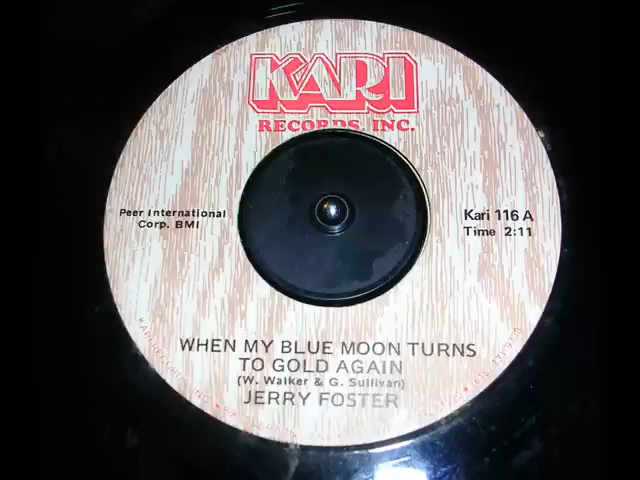 KARI
RECORDS, INC.
Peer International
Corp. BMI
Kari 116 A
Time 2:11
WHEN MY BLUE MOON TURNS
TO GOLD AGAIN
(W. Walker & G. Sullivan)
JERRY FOSTER